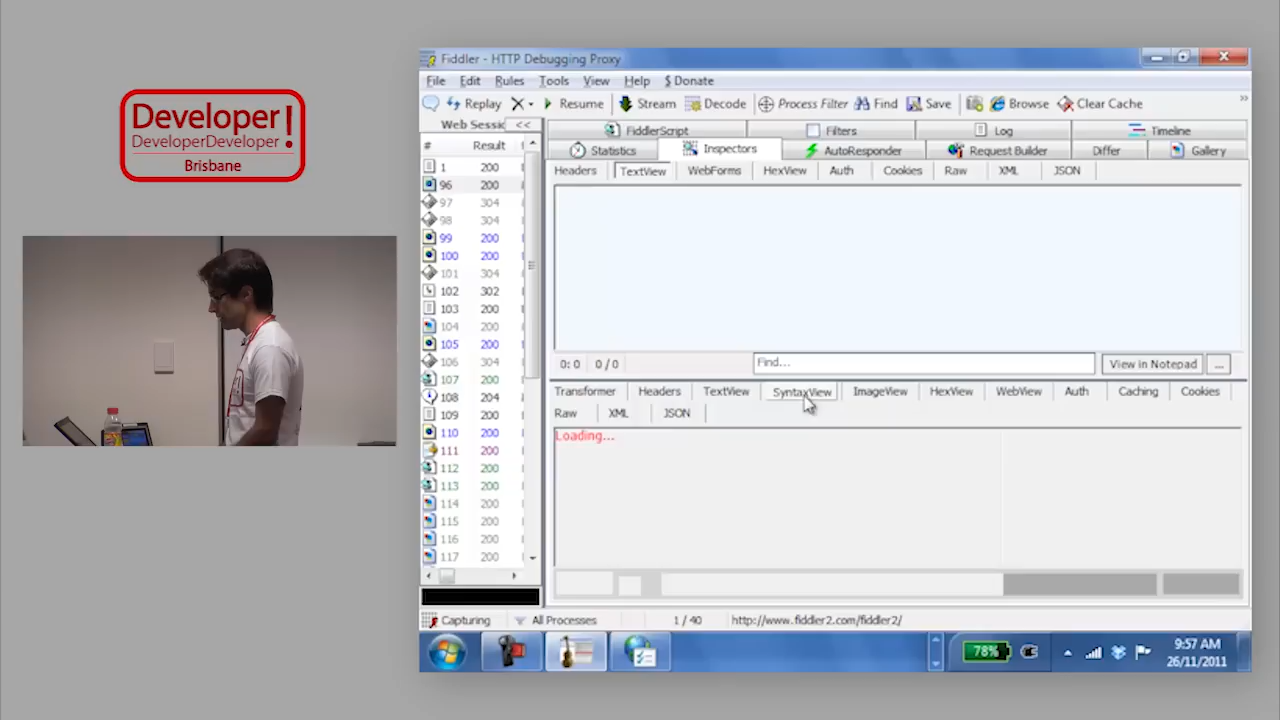 Developer!
DeveloperDeveloper
Brisbane
Fiddler - HTTP Debugging Proxy
File Edit Rules Tools View Help $ Donate
Replay Resume Stream Decode Process Filter Find Save Browse Clear Cache »
Web Sessic <<
# Result
1 200
96 200
97 304
98 304
99 200
100 200
101 304
102 302
103 200
104 200
105 200
106 304
107 200
108 204
109 200
110 200
111 200
112 200
113 200
114 200
115 200
116 200
117 200
FiddlerScript Filters Log Timeline
Statistics Inspectors AutoResponder Request Builder Differ Gallery
Headers TextView WebForms HexView Auth Cookies Raw XML JSON
0: 0 0 / 0 Find... View in Notepad ...
Transformer Headers TextView SyntaxView ImageView HexView WebView Auth Caching Cookies
Raw XML JSON
Loading...
Capturing All Processes 1 / 40 http://www.fiddler2.com/fiddler2/
78% 9:57 AM
26/11/2011